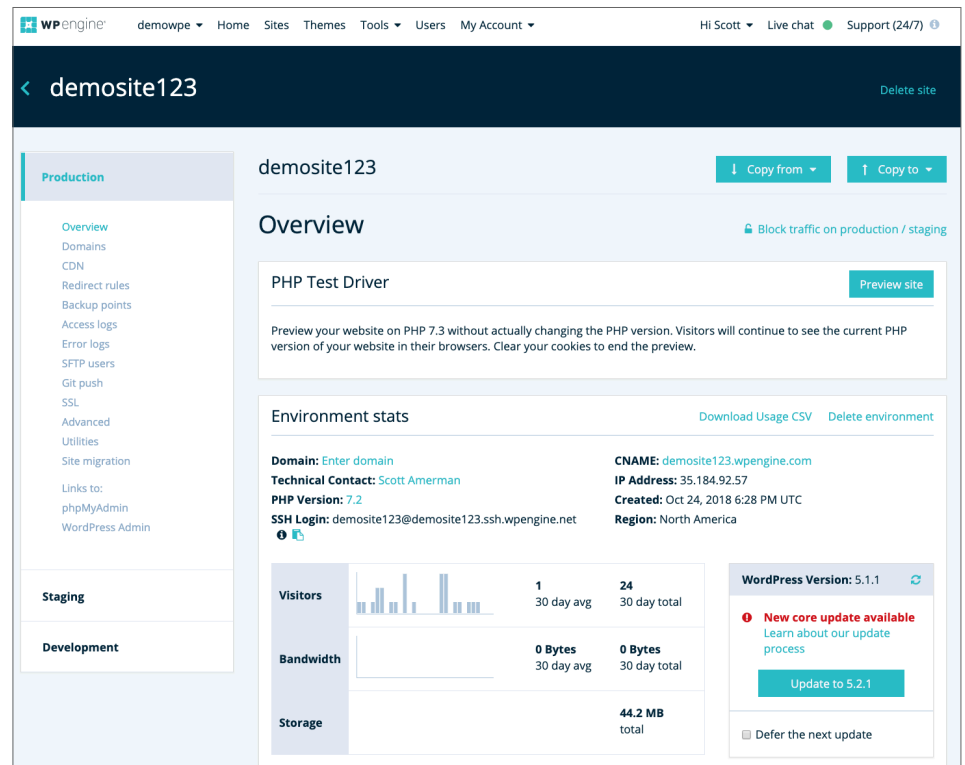 WPengine®
demowpe Home Sites Themes Tools Users My Account
Hi Scott Live chat Support (24/7)
demosite123
Delete site
Production
Overview
Domains
CDN
Redirect rules
Backup points
Access logs
Error logs
SFTP users
Git push
SSL
Advanced
Utilities
Site migration
Links to:
phpMyAdmin
WordPress Admin
Staging
Development
demosite123
Copy from
Copy to
Overview
Block traffic on production / staging
PHP Test Driver
Preview site
Preview your website on PHP 7.3 without actually changing the PHP version. Visitors will continue to see the current PHP
version of your website in their browsers. Clear your cookies to end the preview.
Environment stats
Download Usage CSV Delete environment
Domain: Enter domain
Technical Contact: Scott Amerman
PHP Version: 7.2
SSH Login: demosite123@demosite123.ssh.wpengine.net
CNAME: demosite123.wpengine.com
IP Address: 35.184.92.57
Created: Oct 24, 2018 6:28 PM UTC
Region: North America
Visitors
1
30 day avg
24
30 day total
Bandwidth
0 Bytes
30 day avg
0 Bytes
30 day total
Storage
44.2 MB
total
WordPress Version: 5.1.1
New core update available
Learn about our update
process
Update to 5.2.1
Defer the next update